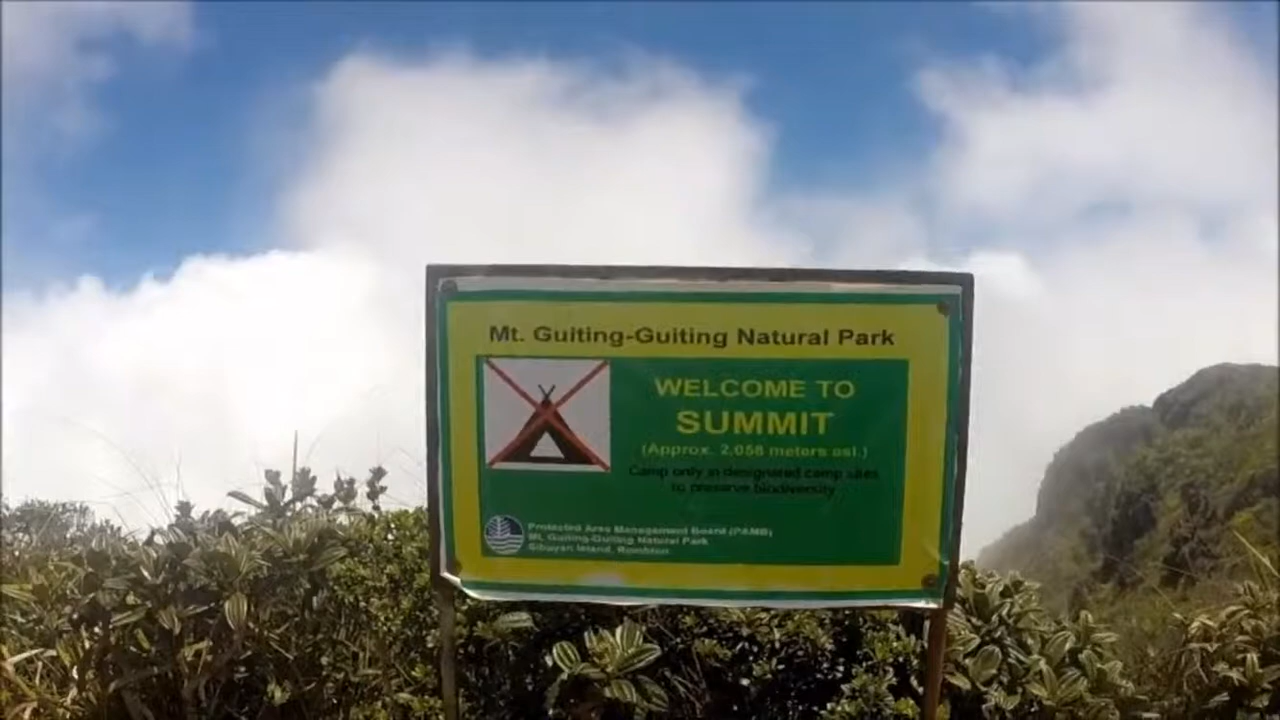 Mt. Guiting-Guiting Natural Park
WELCOME TO
SUMMIT
(Approx. 2,058 meters asl.)
Camp only in designated camp sites
to preserve biodiversity
Protected Area Management Board (PAMB)
Mt. Guiting-Guiting Natural Park
Sibuyan Island, Romblon